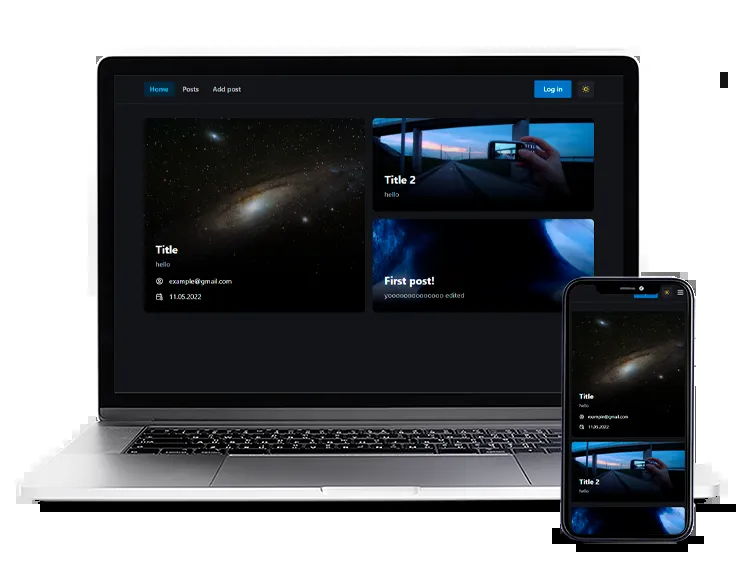 Home Posts Add post Log in
Title
hello
example@gmail.com
11.05.2022
Title 2
hello
First post!
yooooooooooooo edited
Title
hello
example@gmail.com
11.05.2022
Title 2
hello